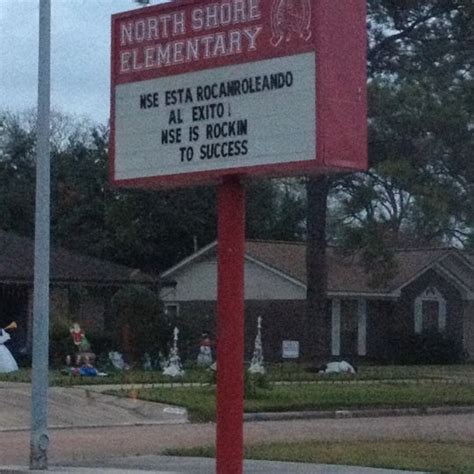 NORTH SHORE
ELEMENTARY
NSE ESTA ROCANROLEANDO
AL EXITO!
NSE IS ROCKIN
TO SUCCESS